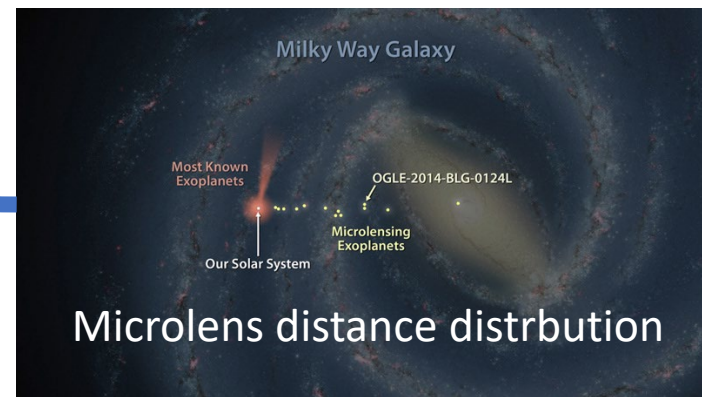 Milky Way Galaxy
Most Known
Exoplanets
OGLE-2014-BLG-0124L
Microlensing
Exoplanets
Our Solar System
Microlens distance distrbution